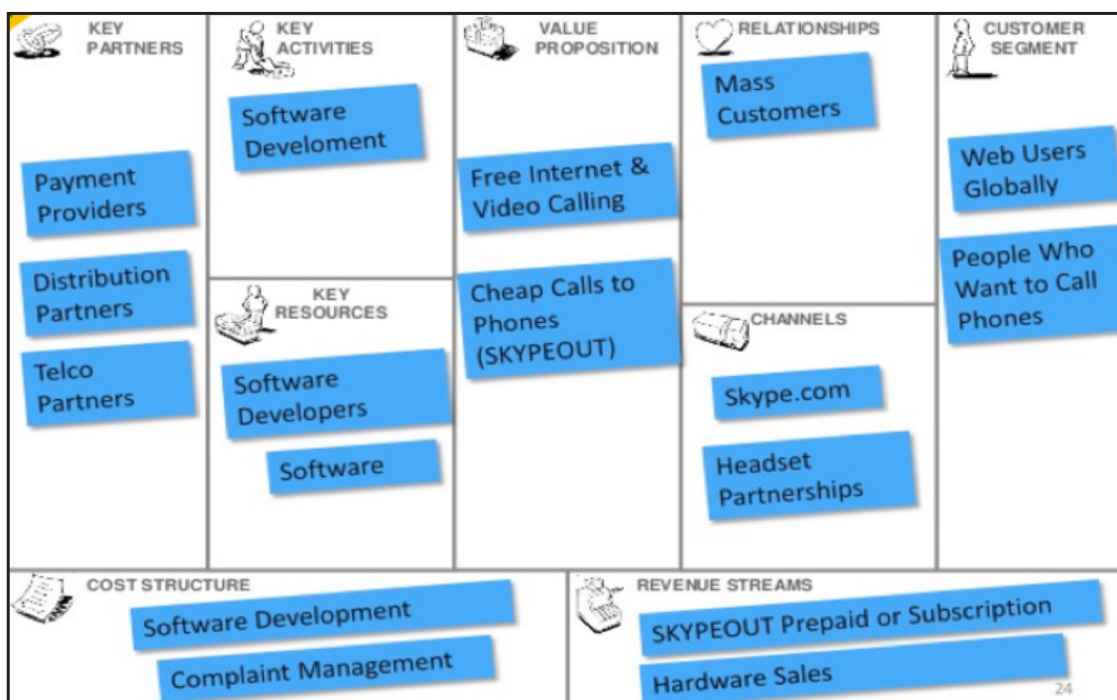 KEY
PARTNERS
Payment
Providers
Distribution
Partners
Telco
Partners
KEY
ACTIVITIES
Software
Develoment
KEY
RESOURCES
Software
Developers
Software
VALUE
PROPOSITION
Free Internet &
Video Calling
Cheap Calls to
Phones
(SKYPEOUT)
RELATIONSHIPS
Mass
Customers
CHANNELS
Skype.com
Headset
Partnerships
CUSTOMER
SEGMENT
Web Users
Globally
People Who
Want to Call
Phones
COST STRUCTURE
Software Development
Complaint Management
REVENUE STREAMS
SKYPEOUT Prepaid or Subscription
Hardware Sales
24